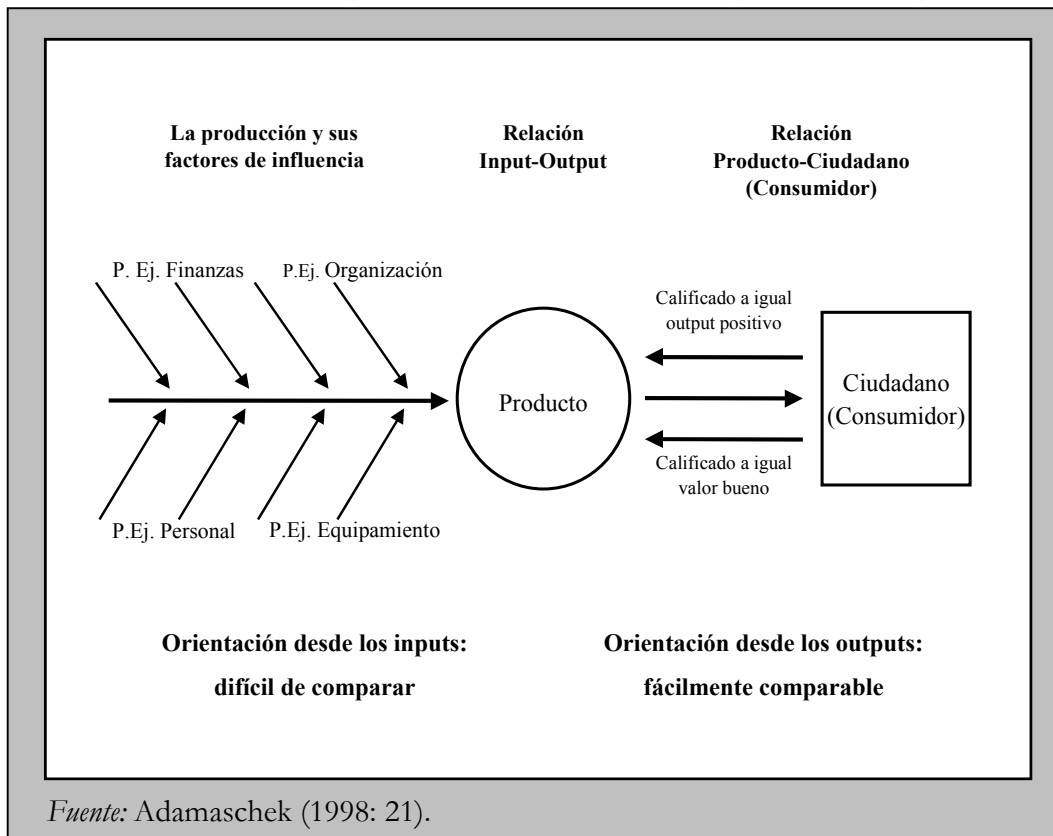 La producción y sus
factores de influencia
Relación
Input-Output
Relación
Producto-Ciudadano
(Consumidor)
P. Ej. Finanzas
P.Ej. Organización
Calificado a igual
output positivo
Producto
Ciudadano
(Consumidor)
Calificado a igual
valor bueno
P.Ej. Personal
P.Ej. Equipamiento
Orientación desde los inputs:
difícil de comparar
Orientación desde los outputs:
fácilmente comparable
Fuente: Adamaschek (1998: 21).